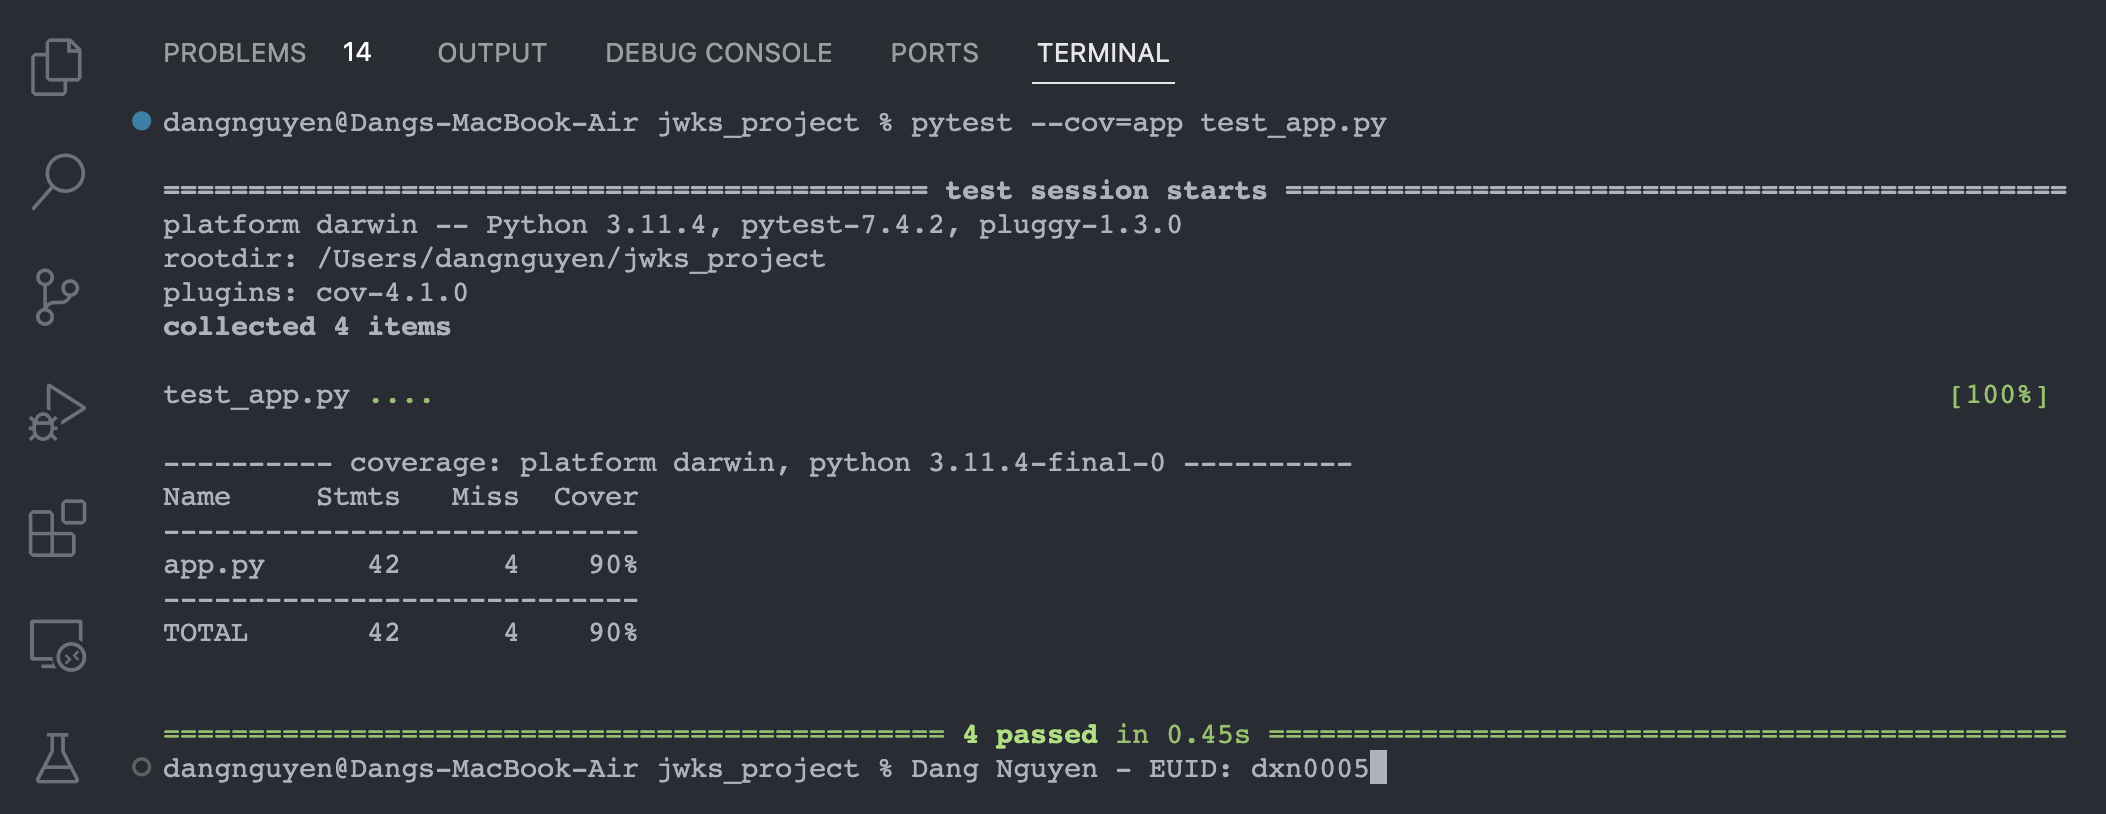 PROBLEMS 14 OUTPUT DEBUG CONSOLE PORTS TERMINAL
dangnguyen@Dangs-MacBook-Air jwks_project % pytest --cov=app test_app.py
============================================= test session starts ==============================================
platform darwin -- Python 3.11.4, pytest-7.4.2, pluggy-1.3.0
rootdir: /Users/dangnguyen/jwks_project
plugins: cov-4.1.0
collected 4 items
test_app.py .... [100%]
---------- coverage: platform darwin, python 3.11.4-final-0 ----------
Name     Stmts   Miss  Cover
----------------------------
app.py      42      4    90%
----------------------------
TOTAL       42      4    90%
============================================== 4 passed in 0.45s ===============================================
dangnguyen@Dangs-MacBook-Air jwks_project % Dang Nguyen - EUID: dxn0005